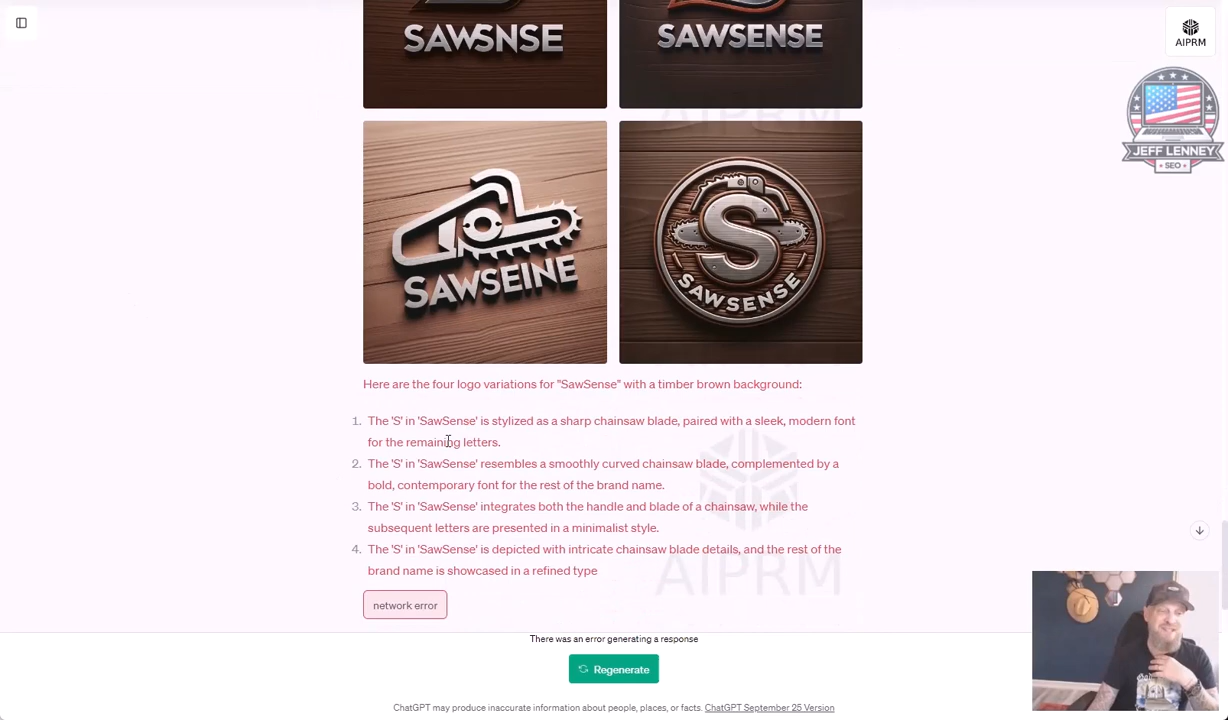 SAWSNSE
SAWSENSE
AIPRM
JEFF LENNEY
SEO
AIPRM
SAWSEINE
S
SAWSENSE
Here are the four logo variations for "SawSense" with a timber brown background:
1. The 'S' in 'SawSense' is stylized as a sharp chainsaw blade, paired with a sleek, modern font
for the remaining letters.
2. The 'S' in 'SawSense' resembles a smoothly curved chainsaw blade, complemented by a
bold, contemporary font for the rest of the brand name.
3. The 'S' in 'SawSense' integrates both the handle and blade of a chainsaw, while the
subsequent letters are presented in a minimalist style.
4. The 'S' in 'SawSense' is depicted with intricate chainsaw blade details, and the rest of the
brand name is showcased in a refined type
AIPRM
network error
There was an error generating a response
Regenerate
ChatGPT may produce inaccurate information about people, places, or facts. ChatGPT September 25 Version